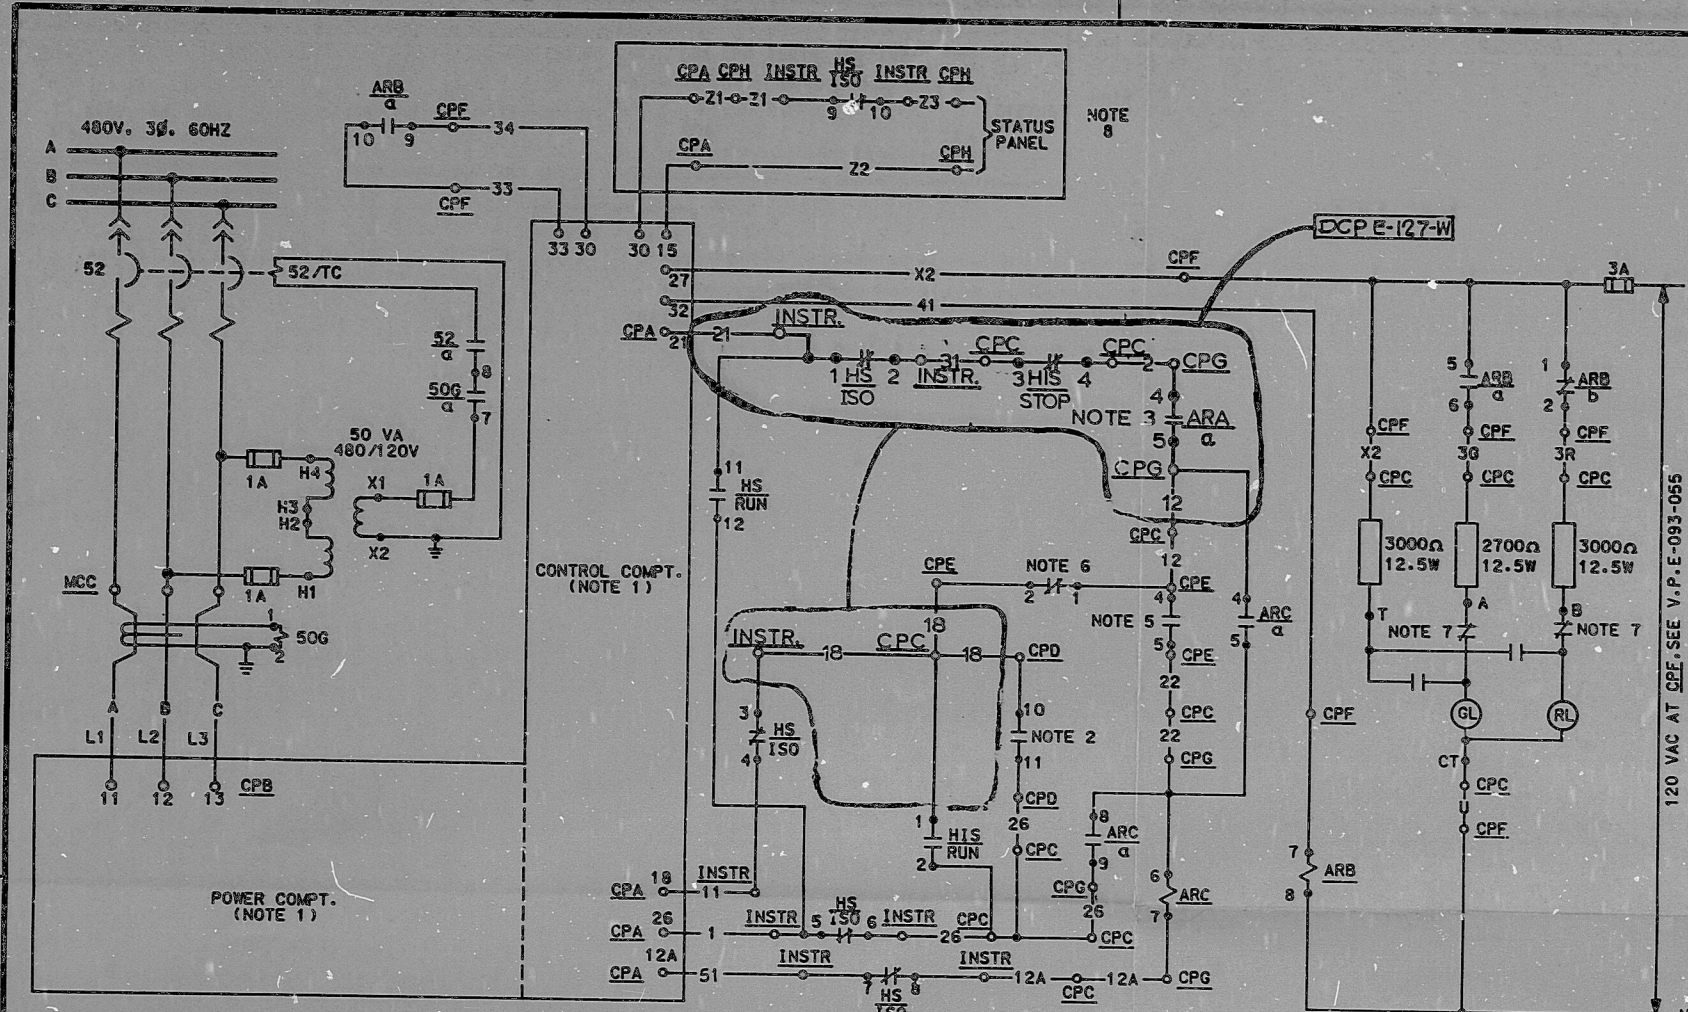 CPA CPH INSTR HS ISO INSTR CPH
Z1 Z1 9 10 Z3
STATUS PANEL
NOTE 8
CPA Z2 CPH
ARB a
CPF
10 9 34
33
CPF
480V. 3Ø. 60HZ
A
B
C
33 30 30 15
DCP E-127-W
52
52/TC
27 X2 CPF
3A
32 41
CPA 21 21 INSTR.
52 a
8
50G a
7
1 HS ISO 2 INSTR. 31 CPC 3 HIS STOP 4 CPC 2 CPG
4
NOTE 3 ARA a
5
CPG
12
5 ARB a
6
1 ARB b
2
CPF CPF CPF
X2 3G 3R
CPC CPC CPC
50 VA
480/120V
1A H4
X1 1A
H3
H2
X2
1A H1
11
HS RUN
12
CPC
12
3000Ω 12.5W
2700Ω 12.5W
3000Ω 12.5W
MCC
CONTROL COMPT.
(NOTE 1)
CPE NOTE 6 CPE
2 1
4
NOTE 5
5
4
ARC a
5
T A B
NOTE 7 NOTE 7
1
50G
2
18
INSTR. 18 CPC 18 CPD
CPE
22
CPC
22
CPG
CPF
GL RL
A B C
L1 L2 L3
3
HS ISO
4
10
NOTE 2
11
CPD
26
CPC
CT
CPC
U
CPF
11 12 13 CPB
1
HIS RUN
2
8
ARC a
9
CPG
26
6
ARC
7
7
ARB
8
120 VAC AT CPF. SEE V.P.E-093-055
POWER COMPT.
(NOTE 1)
CPA 18 11 INSTR
CPA 26 1 INSTR 5 HS ISO 6 INSTR 26 CPC CPC
CPA 12A 51 INSTR 7 HS ISO 8 INSTR 12A CPC 12A CPG